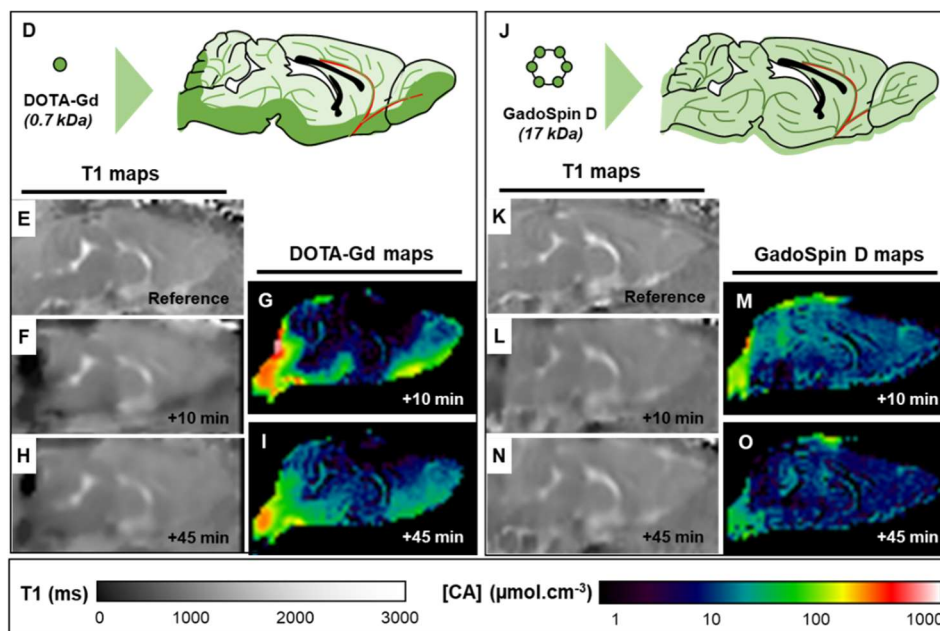 D
DOTA-Gd
(0.7 kDa)
T1 maps
E
Reference
DOTA-Gd maps
F
+10 min
G
+10 min
H
+45 min
I
+45 min
J
GadoSpin D
(17 kDa)
T1 maps
K
Reference
GadoSpin D maps
L
+10 min
M
+10 min
N
+45 min
O
+45 min
T1 (ms)
0 1000 2000 3000
[CA] (µmol.cm⁻³)
1 10 100 1000